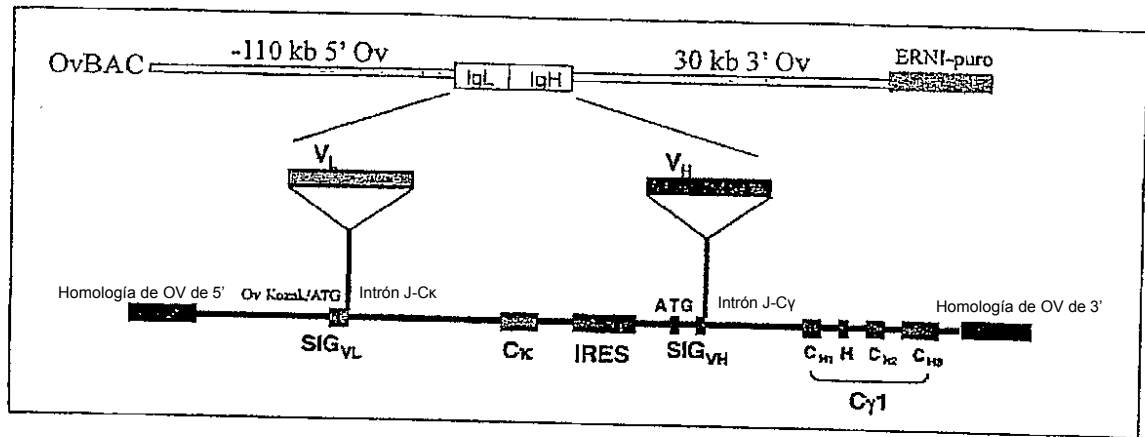 OvBAC
-110 kb 5' Ov
IgL IgH
30 kb 3' Ov
ERNI-puro
V_L
V_H
Homología de OV de 5'
Ov Kozak/ATG
Intrón J-Cκ
ATG
Intrón J-Cγ
Homología de OV de 3'
SIG_VL
Cκ
IRES
SIG_VH
C_H1 H C_H2 C_H3
Cγ1